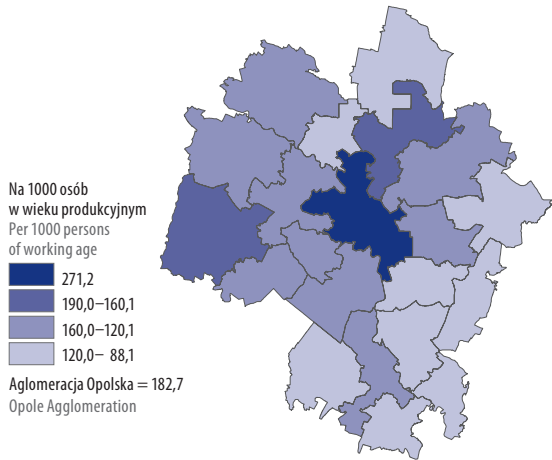 Na 1000 osób
w wieku produkcyjnym
Per 1000 persons
of working age
271,2
190,0–160,1
160,0–120,1
120,0– 88,1
Aglomeracja Opolska = 182,7
Opole Agglomeration